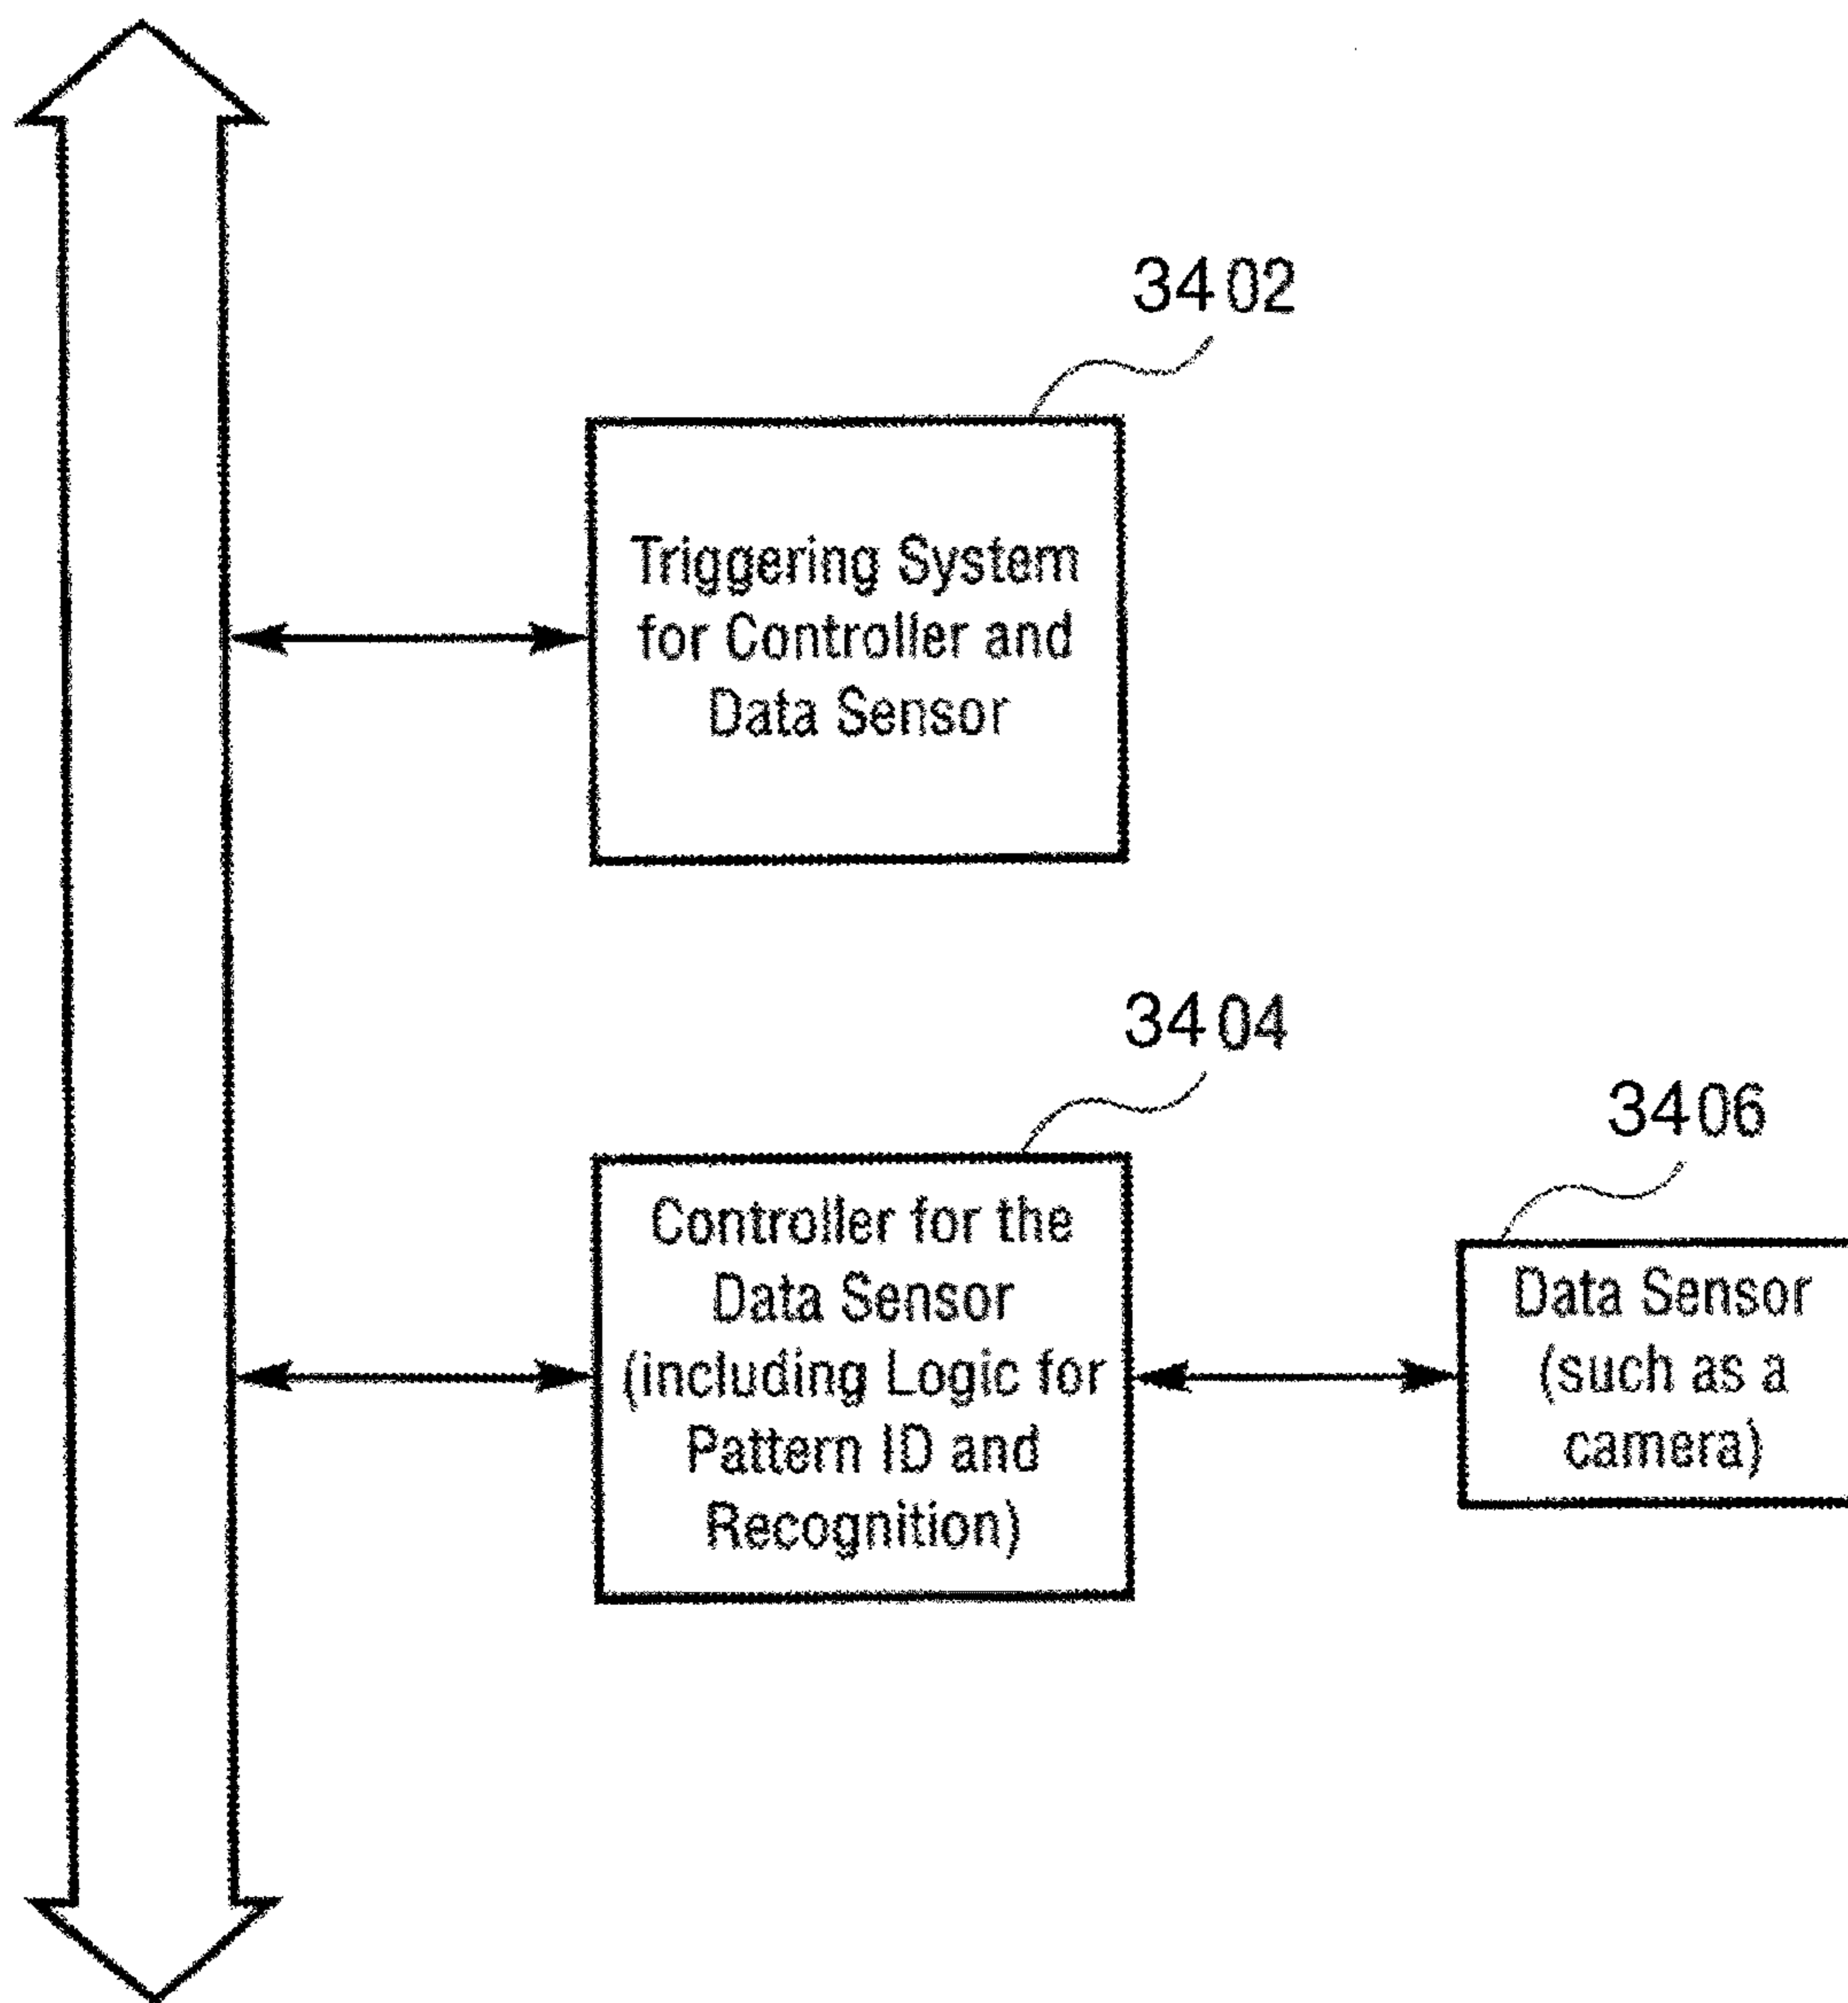 3402
Triggering System
for Controller and
Data Sensor
3404
Controller for the
Data Sensor
(including Logic for
Pattern ID and
Recognition)
3406
Data Sensor
(such as a
camera)